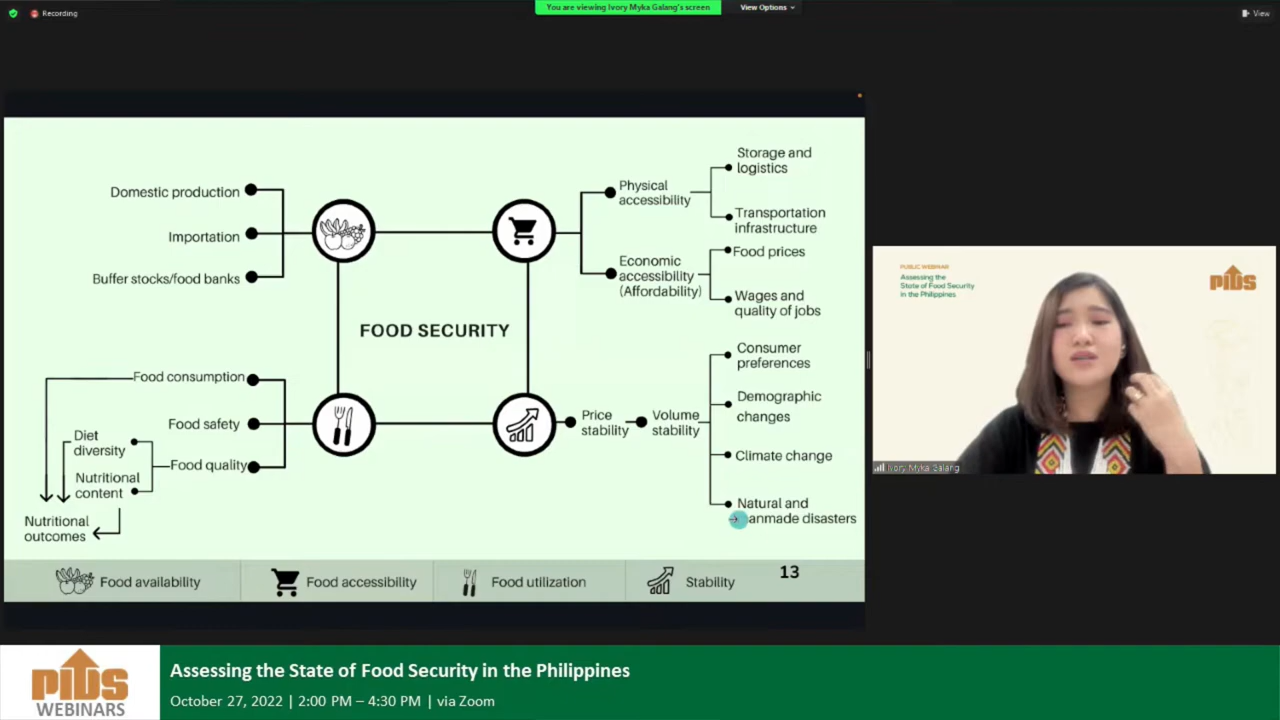 Recording
You are viewing Ivory Myka Galang's screen
View Options
View
Domestic production
Importation
Buffer stocks/food banks
Physical
accessibility
Storage and
logistics
Transportation
infrastructure
Economic
accessibility
(Affordability)
Food prices
Wages and
quality of jobs
FOOD SECURITY
Food consumption
Food safety
Food quality
Diet
diversity
Nutritional
content
Nutritional
outcomes
Price
stability
Volume
stability
Consumer
preferences
Demographic
changes
Climate change
Natural and
anmade disasters
Food availability
Food accessibility
Food utilization
Stability
13
PUBLIC WEBINAR
Assessing the
State of Food Security
in the Philippines
PIDS
Ivory Myka Galang
PIDS
WEBINARS
Assessing the State of Food Security in the Philippines
October 27, 2022 | 2:00 PM – 4:30 PM | via Zoom